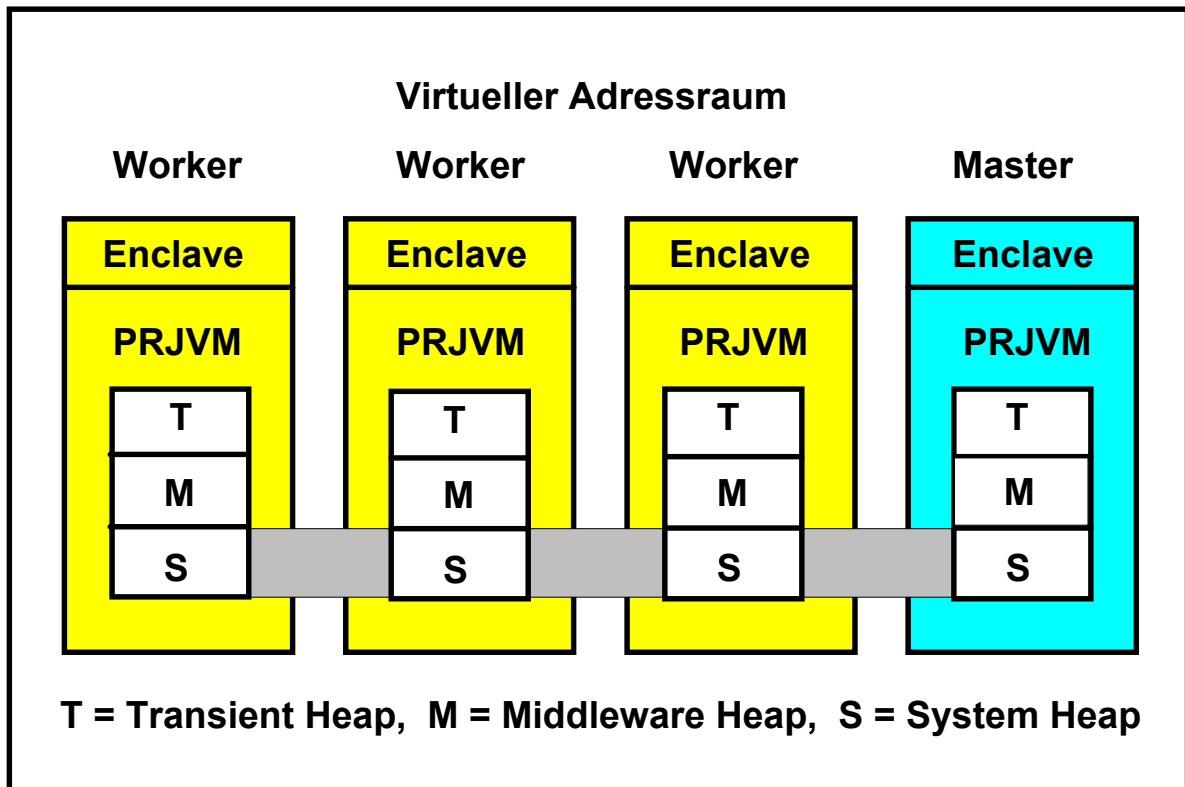 Virtueller Adressraum
Worker Worker Worker Master
Enclave Enclave Enclave Enclave
PRJVM PRJVM PRJVM PRJVM
T T T T
M M M M
S S S S
T = Transient Heap, M = Middleware Heap, S = System Heap